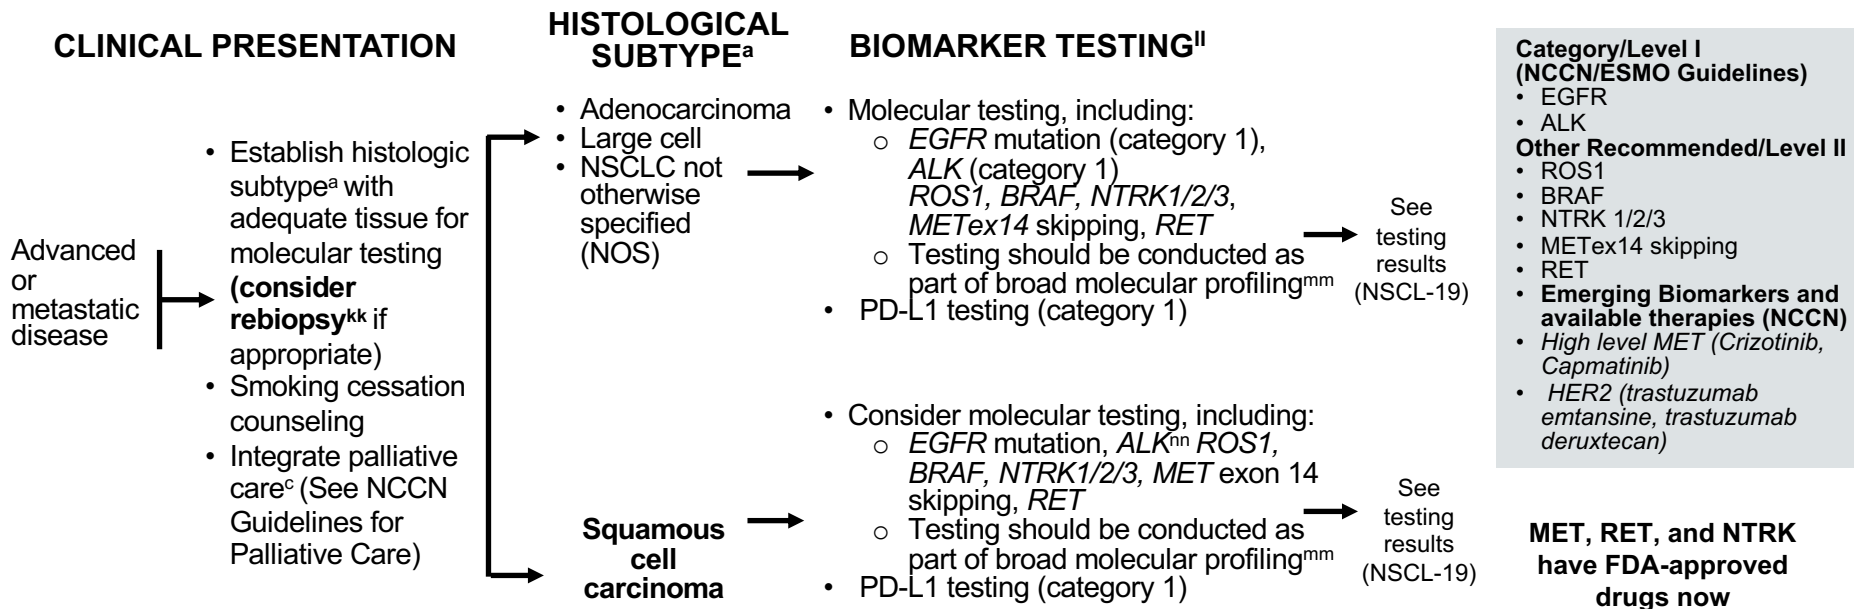 CLINICAL PRESENTATION
Advanced
or
metastatic
disease
• Establish histologic
subtypeᵃ with
adequate tissue for
molecular testing
(consider
rebiopsyᵏᵏ if
appropriate)
• Smoking cessation
counseling
• Integrate palliative
careᶜ (See NCCN
Guidelines for
Palliative Care)
HISTOLOGICAL
SUBTYPEᵃ
• Adenocarcinoma
• Large cell
• NSCLC not
otherwise
specified
(NOS)
Squamous
cell
carcinoma
BIOMARKER TESTINGˡˡ
• Molecular testing, including:
o EGFR mutation (category 1),
ALK (category 1)
ROS1, BRAF, NTRK1/2/3,
METex14 skipping, RET
o Testing should be conducted as
part of broad molecular profilingᵐᵐ
• PD-L1 testing (category 1)
See
testing
results
(NSCL-19)
• Consider molecular testing, including:
o EGFR mutation, ALKⁿⁿ ROS1,
BRAF, NTRK1/2/3, MET exon 14
skipping, RET
o Testing should be conducted as
part of broad molecular profilingᵐᵐ
• PD-L1 testing (category 1)
See
testing
results
(NSCL-19)
Category/Level I
(NCCN/ESMO Guidelines)
• EGFR
• ALK
Other Recommended/Level II
• ROS1
• BRAF
• NTRK 1/2/3
• METex14 skipping
• RET
• Emerging Biomarkers and
available therapies (NCCN)
• High level MET (Crizotinib,
Capmatinib)
• HER2 (trastuzumab
emtansine, trastuzumab
deruxtecan)
MET, RET, and NTRK
have FDA-approved
drugs now